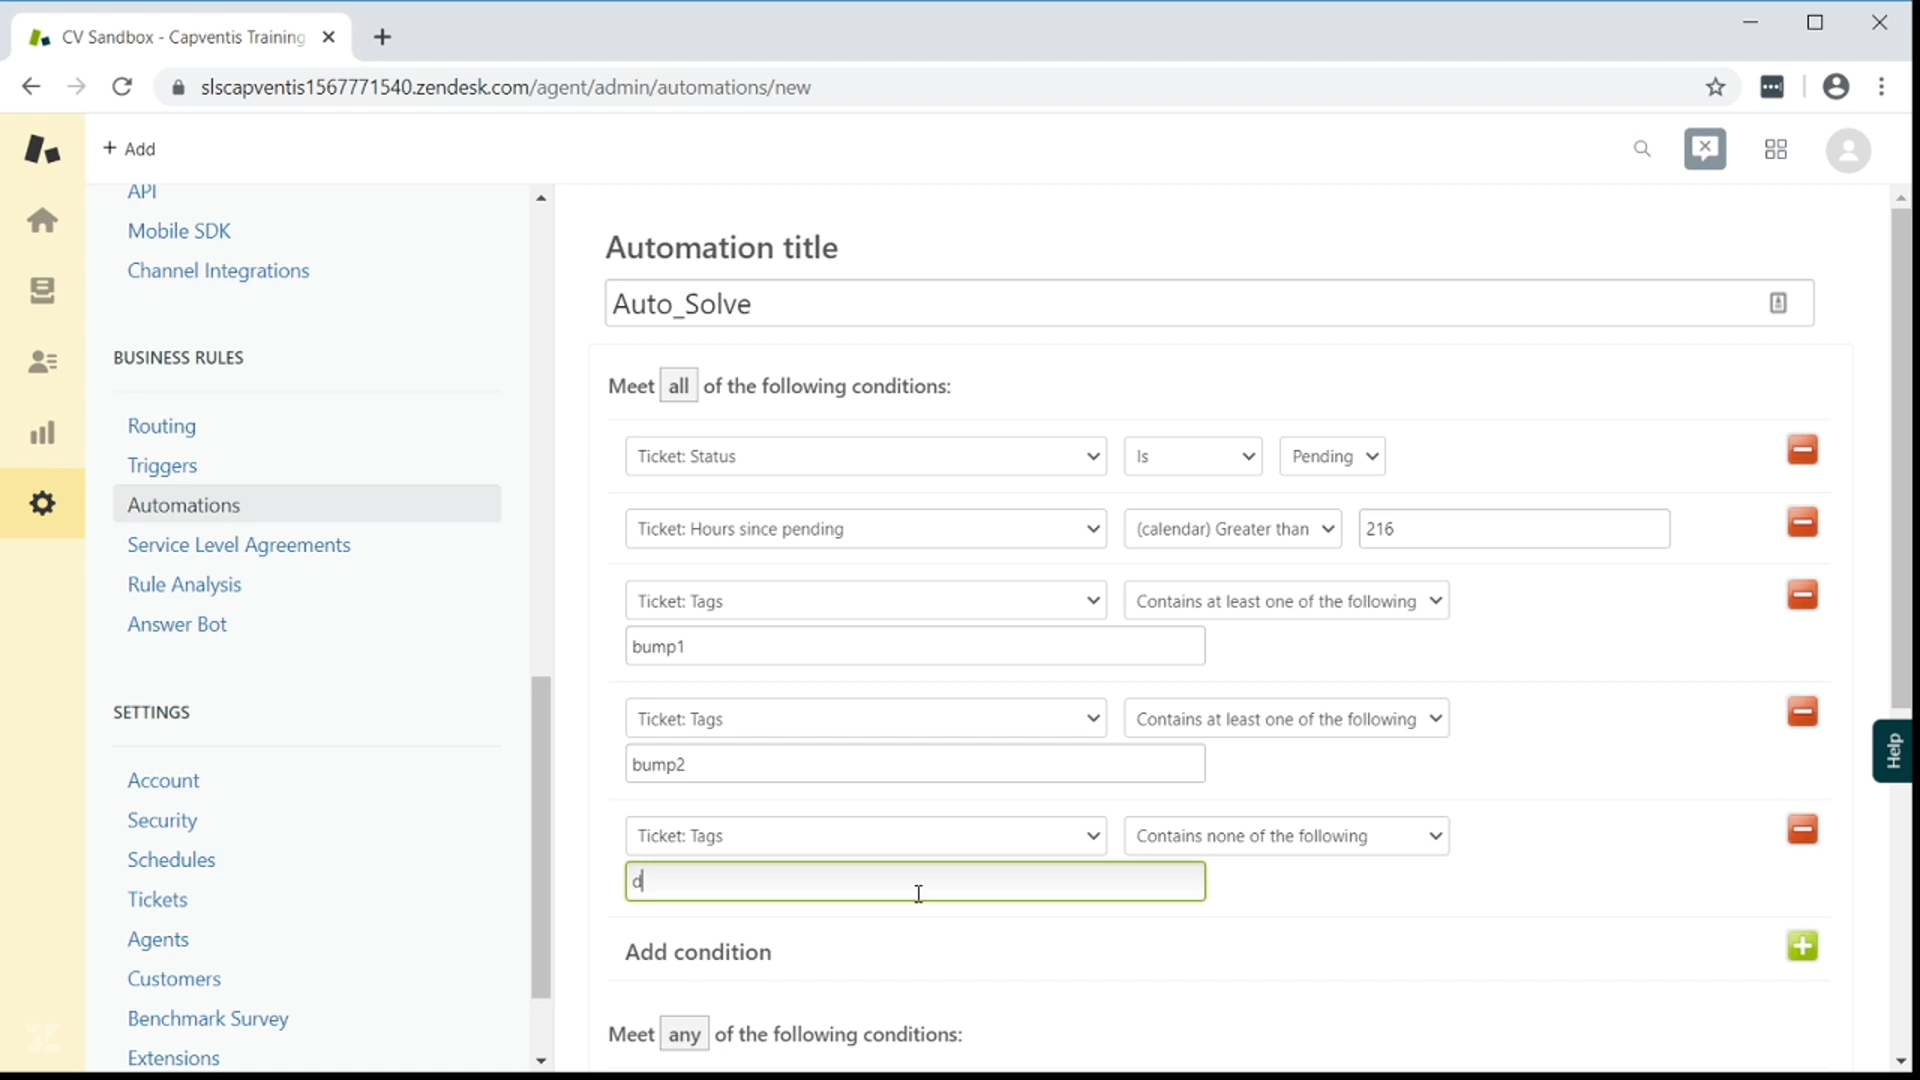 CV Sandbox - Capventis Training
slscapventis1567771540.zendesk.com/agent/admin/automations/new
+ Add
API
Mobile SDK
Channel Integrations
BUSINESS RULES
Routing
Triggers
Automations
Service Level Agreements
Rule Analysis
Answer Bot
SETTINGS
Account
Security
Schedules
Tickets
Agents
Customers
Benchmark Survey
Extensions
Automation title
Auto_Solve
Meet all of the following conditions:
Ticket: Status Is Pending
Ticket: Hours since pending (calendar) Greater than 216
Ticket: Tags Contains at least one of the following
bump1
Ticket: Tags Contains at least one of the following
bump2
Ticket: Tags Contains none of the following
d
Add condition
Meet any of the following conditions:
Help